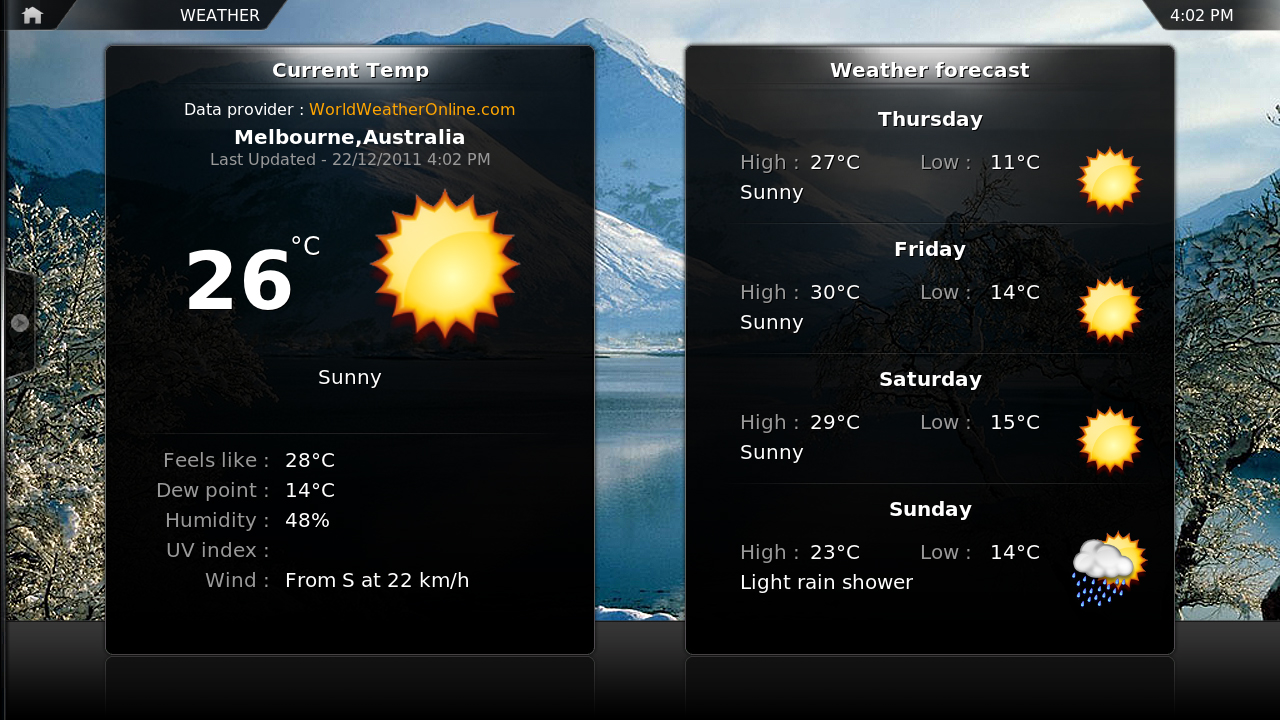 WEATHER
4:02 PM
Current Temp
Data provider : WorldWeatherOnline.com
Melbourne,Australia
Last Updated - 22/12/2011 4:02 PM
26°C
Sunny
Feels like : 28°C
Dew point : 14°C
Humidity : 48%
UV index :
Wind : From S at 22 km/h
Weather forecast
Thursday
High : 27°C Low : 11°C
Sunny
Friday
High : 30°C Low : 14°C
Sunny
Saturday
High : 29°C Low : 15°C
Sunny
Sunday
High : 23°C Low : 14°C
Light rain shower